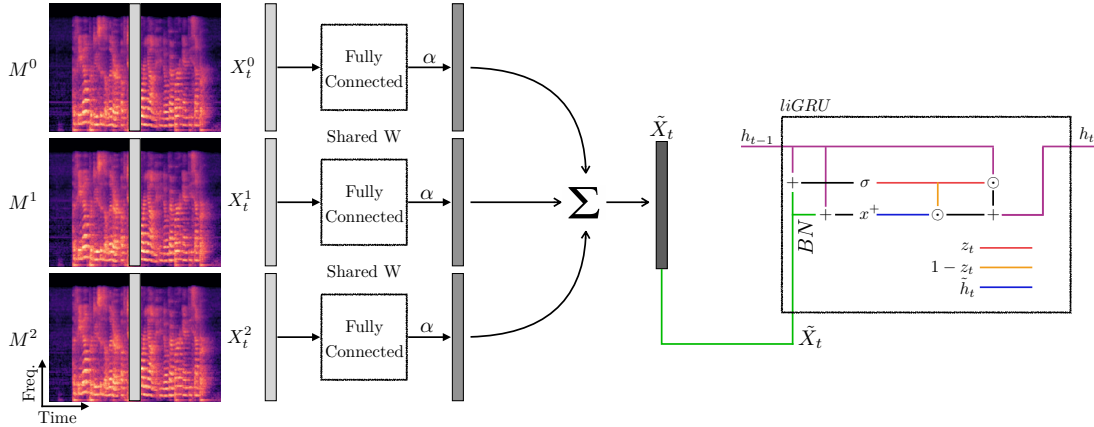 M^0
X_t^0
Fully
Connected
α
Shared W
M^1
X_t^1
Fully
Connected
α
Shared W
M^2
X_t^2
Fully
Connected
α
Freq.
Time
Σ
X̃_t
X̃_t
liGRU
h_{t-1}
h_t
+ σ ⊙
+ x^+ ⊙ +
BN
z_t
1 − z_t
h̃_t